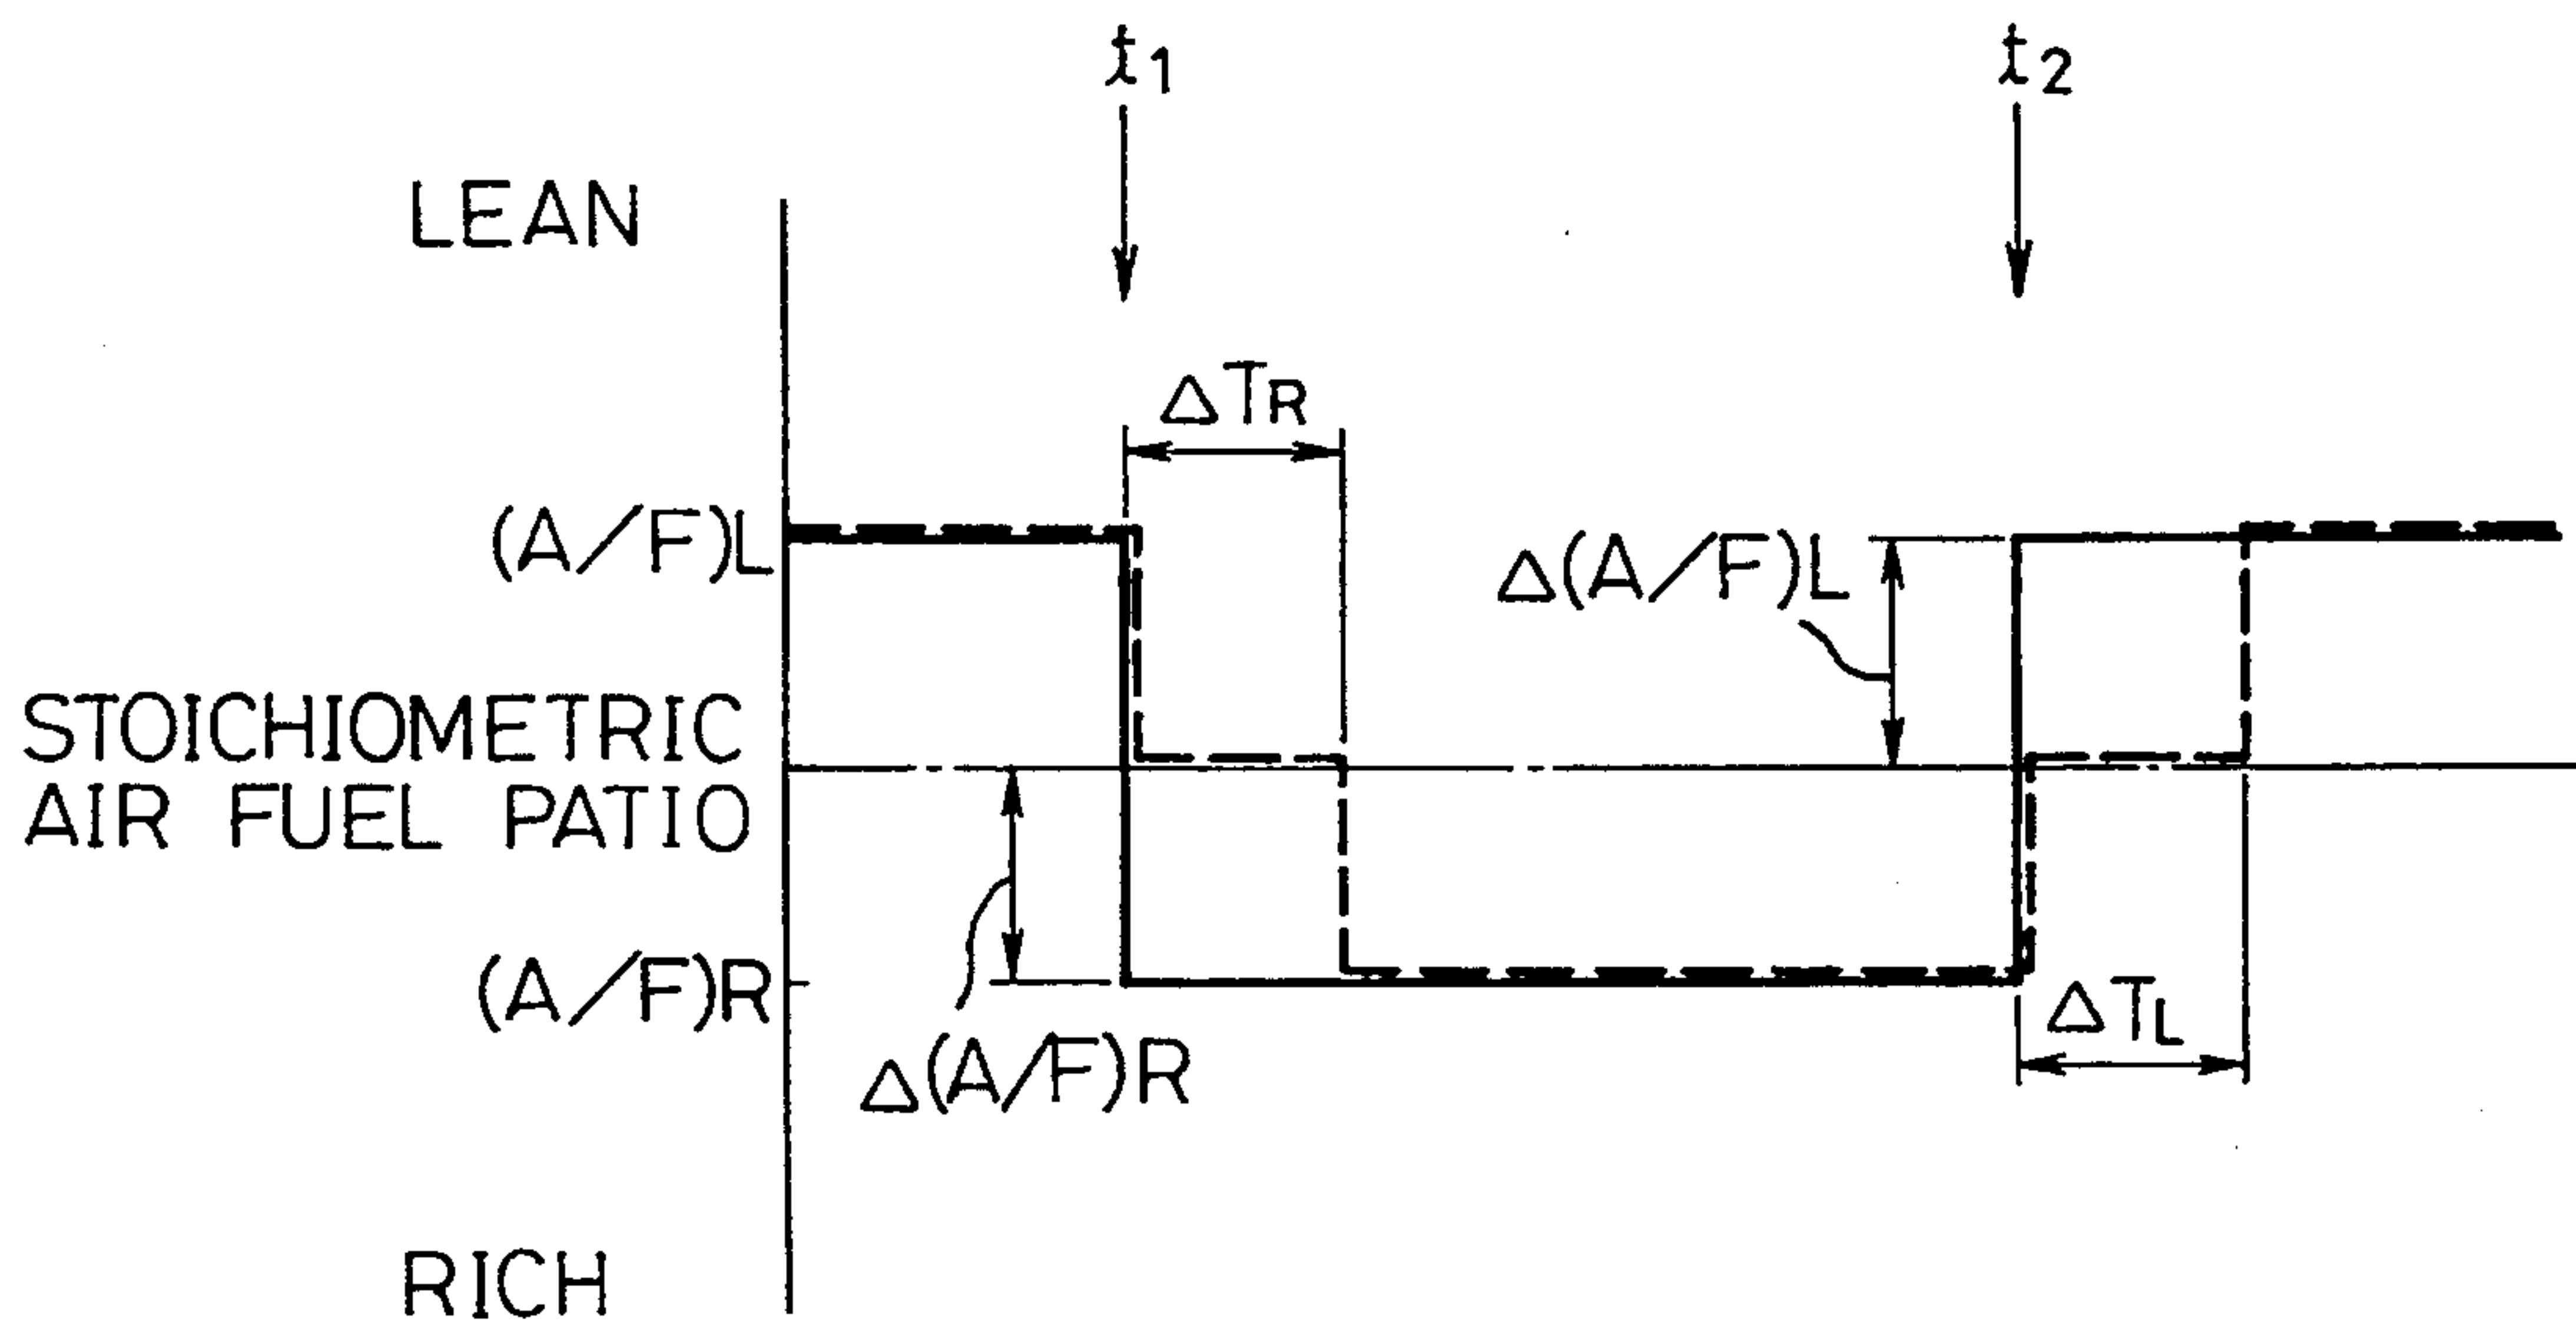 t1
t2
LEAN
ΔTR
(A/F)L
Δ(A/F)L
STOICHIOMETRIC
AIR FUEL PATIO
(A/F)R
ΔTL
Δ(A/F)R
RICH